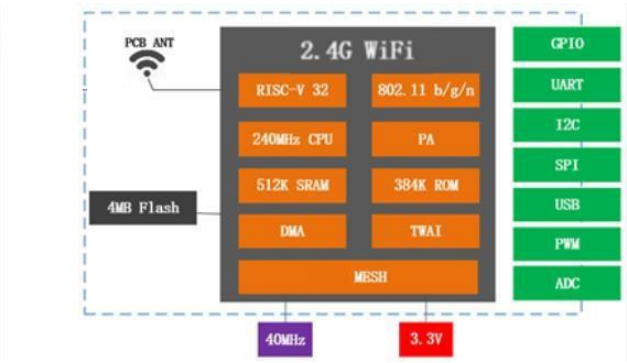 PCB ANT
2.4G WiFi
RISC-V 32
802.11 b/g/n
240MHz CPU
PA
512K SRAM
384K ROM
DMA
TWAI
MESH
4MB Flash
40MHz
3.3V
GPIO
UART
I2C
SPI
USB
PWM
ADC